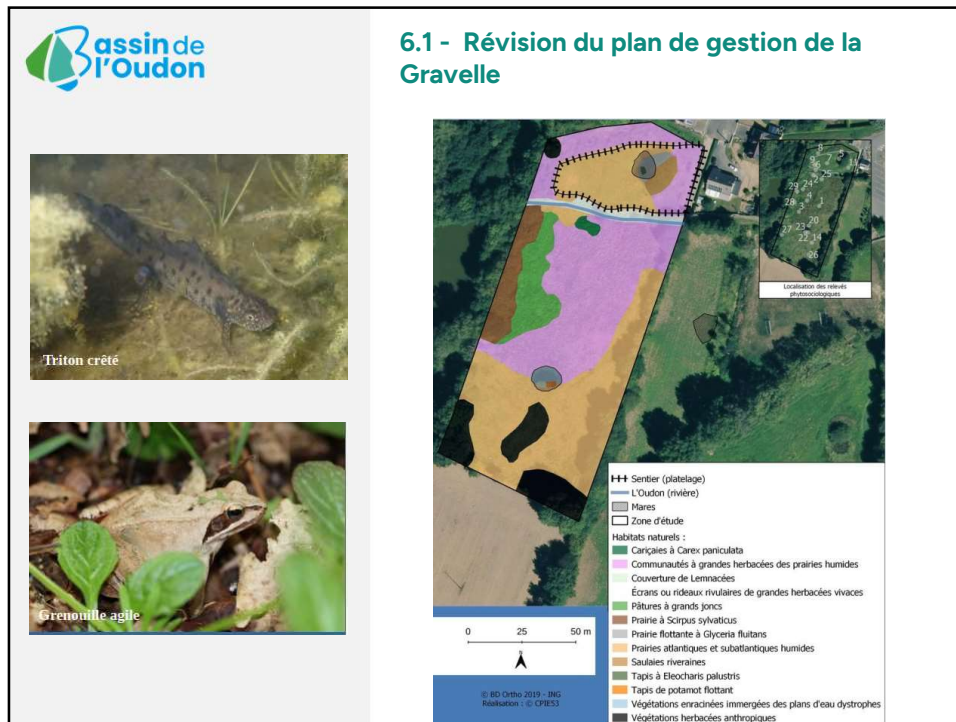 Bassin de
l'Oudon
6.1 - Révision du plan de gestion de la
Gravelle
Triton crêté
Grenouille agile
Localisation des relevés
phytosociologiques
Sentier (platelage)
L'Oudon (rivière)
Mares
Zone d'étude
Habitats naturels :
Cariçaies à Carex paniculata
Communautés à grandes herbacées des prairies humides
Couverture de Lemnacées
Écrans ou rideaux rivulaires de grandes herbacées vivaces
Pâtures à grands joncs
Prairie à Scirpus sylvaticus
Prairie flottante à Glyceria fluitans
Prairies atlantiques et subatlantiques humides
Saulaies riveraines
Tapis à Eleocharis palustris
Tapis de potamot flottant
Végétations enracinées immergées des plans d'eau dystrophes
Végétations herbacées anthropiques
0 25 50 m
© BD Ortho 2019 - ING
Réalisation : © CPIE53